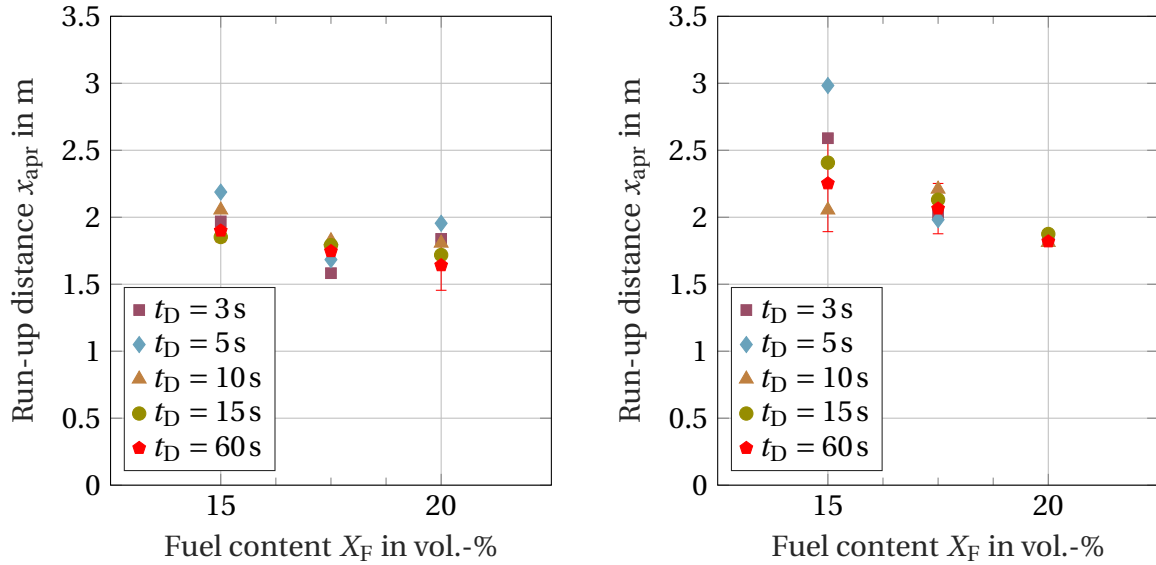 3.5
3
2.5
2
1.5
1
0.5
0
15
20
Run-up distance x_apr in m
Fuel content X_F in vol.-%
t_D = 3 s
t_D = 5 s
t_D = 10 s
t_D = 15 s
t_D = 60 s
3.5
3
2.5
2
1.5
1
0.5
0
15
20
Run-up distance x_apr in m
Fuel content X_F in vol.-%
t_D = 3 s
t_D = 5 s
t_D = 10 s
t_D = 15 s
t_D = 60 s